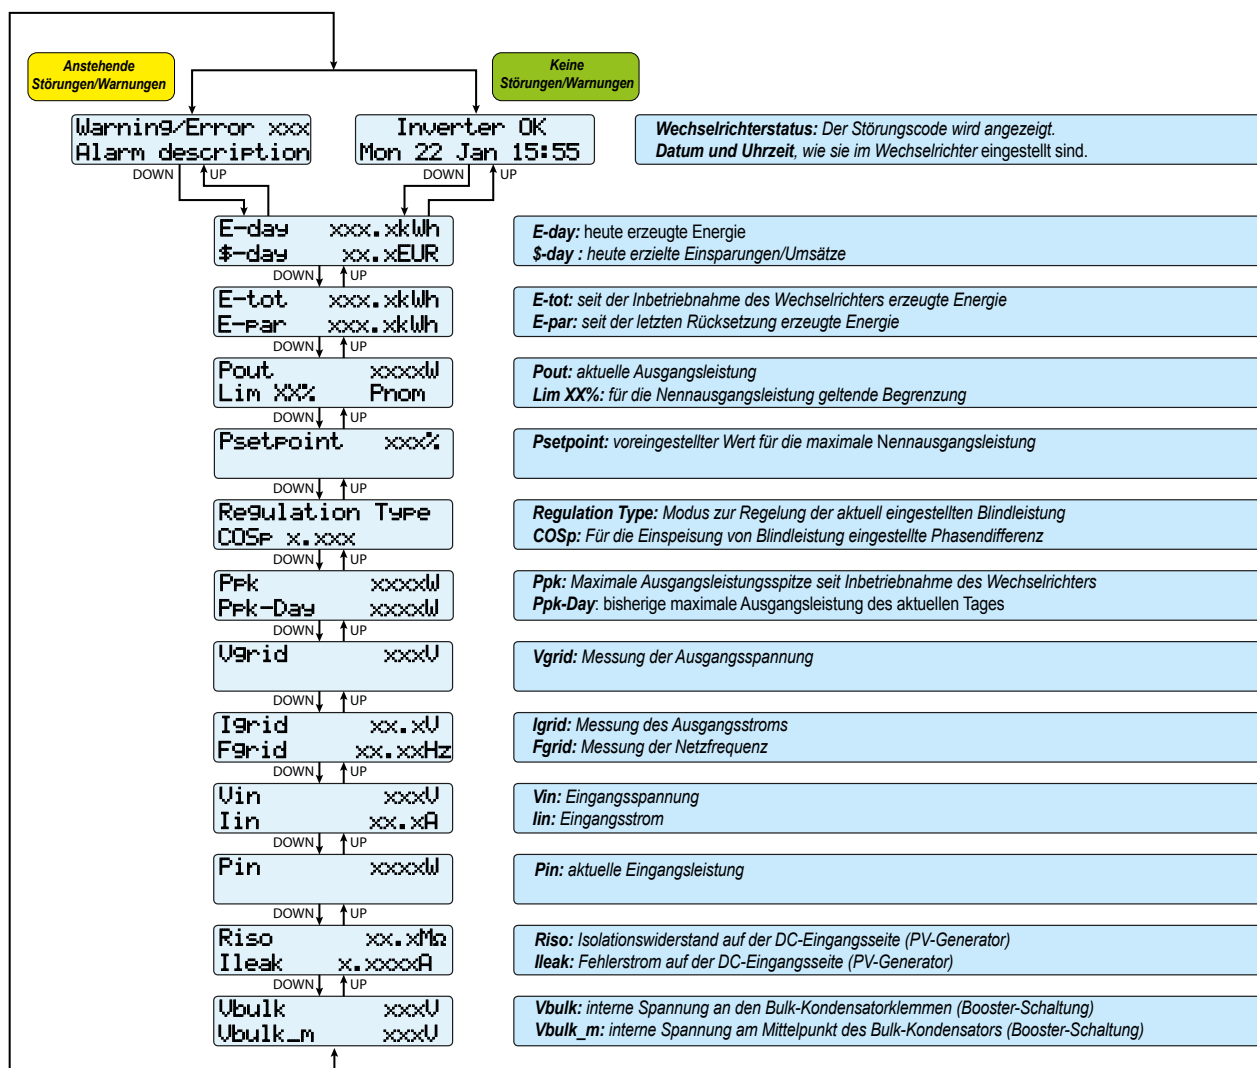 Anstehende
Störungen/Warnungen
Keine
Störungen/Warnungen
Warning/Error xxx
Alarm description
Inverter OK
Mon 22 Jan 15:55
Wechselrichterstatus: Der Störungscode wird angezeigt.
Datum und Uhrzeit, wie sie im Wechselrichter eingestellt sind.
DOWN UP
DOWN UP
E-day xxx.xkWh
$-day xx.xEUR
E-day: heute erzeugte Energie
$-day : heute erzielte Einsparungen/Umsätze
DOWN UP
E-tot xxx.xkWh
E-par xxx.xkWh
E-tot: seit der Inbetriebnahme des Wechselrichters erzeugte Energie
E-par: seit der letzten Rücksetzung erzeugte Energie
DOWN UP
Pout xxxxW
Lim XX% Pnom
Pout: aktuelle Ausgangsleistung
Lim XX%: für die Nennausgangsleistung geltende Begrenzung
DOWN UP
Psetpoint xxx%
Psetpoint: voreingestellter Wert für die maximale Nennausgangsleistung
DOWN UP
Regulation Type
COSp x.xxx
Regulation Type: Modus zur Regelung der aktuell eingestellten Blindleistung
COSp: Für die Einspeisung von Blindleistung eingestellte Phasendifferenz
DOWN UP
Ppk xxxxW
Ppk-Day xxxxW
Ppk: Maximale Ausgangsleistungsspitze seit Inbetriebnahme des Wechselrichters
Ppk-Day: bisherige maximale Ausgangsleistung des aktuellen Tages
DOWN UP
Vgrid xxxV
Vgrid: Messung der Ausgangsspannung
DOWN UP
Igrid xx.xV
Fgrid xx.xxHz
Igrid: Messung des Ausgangsstroms
Fgrid: Messung der Netzfrequenz
DOWN UP
Vin xxxV
Iin xx.xA
Vin: Eingangsspannung
Iin: Eingangsstrom
DOWN UP
Pin xxxxW
Pin: aktuelle Eingangsleistung
DOWN UP
Riso xx.xMΩ
Ileak x.xxxxA
Riso: Isolationswiderstand auf der DC-Eingangsseite (PV-Generator)
Ileak: Fehlerstrom auf der DC-Eingangsseite (PV-Generator)
DOWN UP
Vbulk xxxV
Vbulk_m xxxV
Vbulk: interne Spannung an den Bulk-Kondensatorklemmen (Booster-Schaltung)
Vbulk_m: interne Spannung am Mittelpunkt des Bulk-Kondensators (Booster-Schaltung)